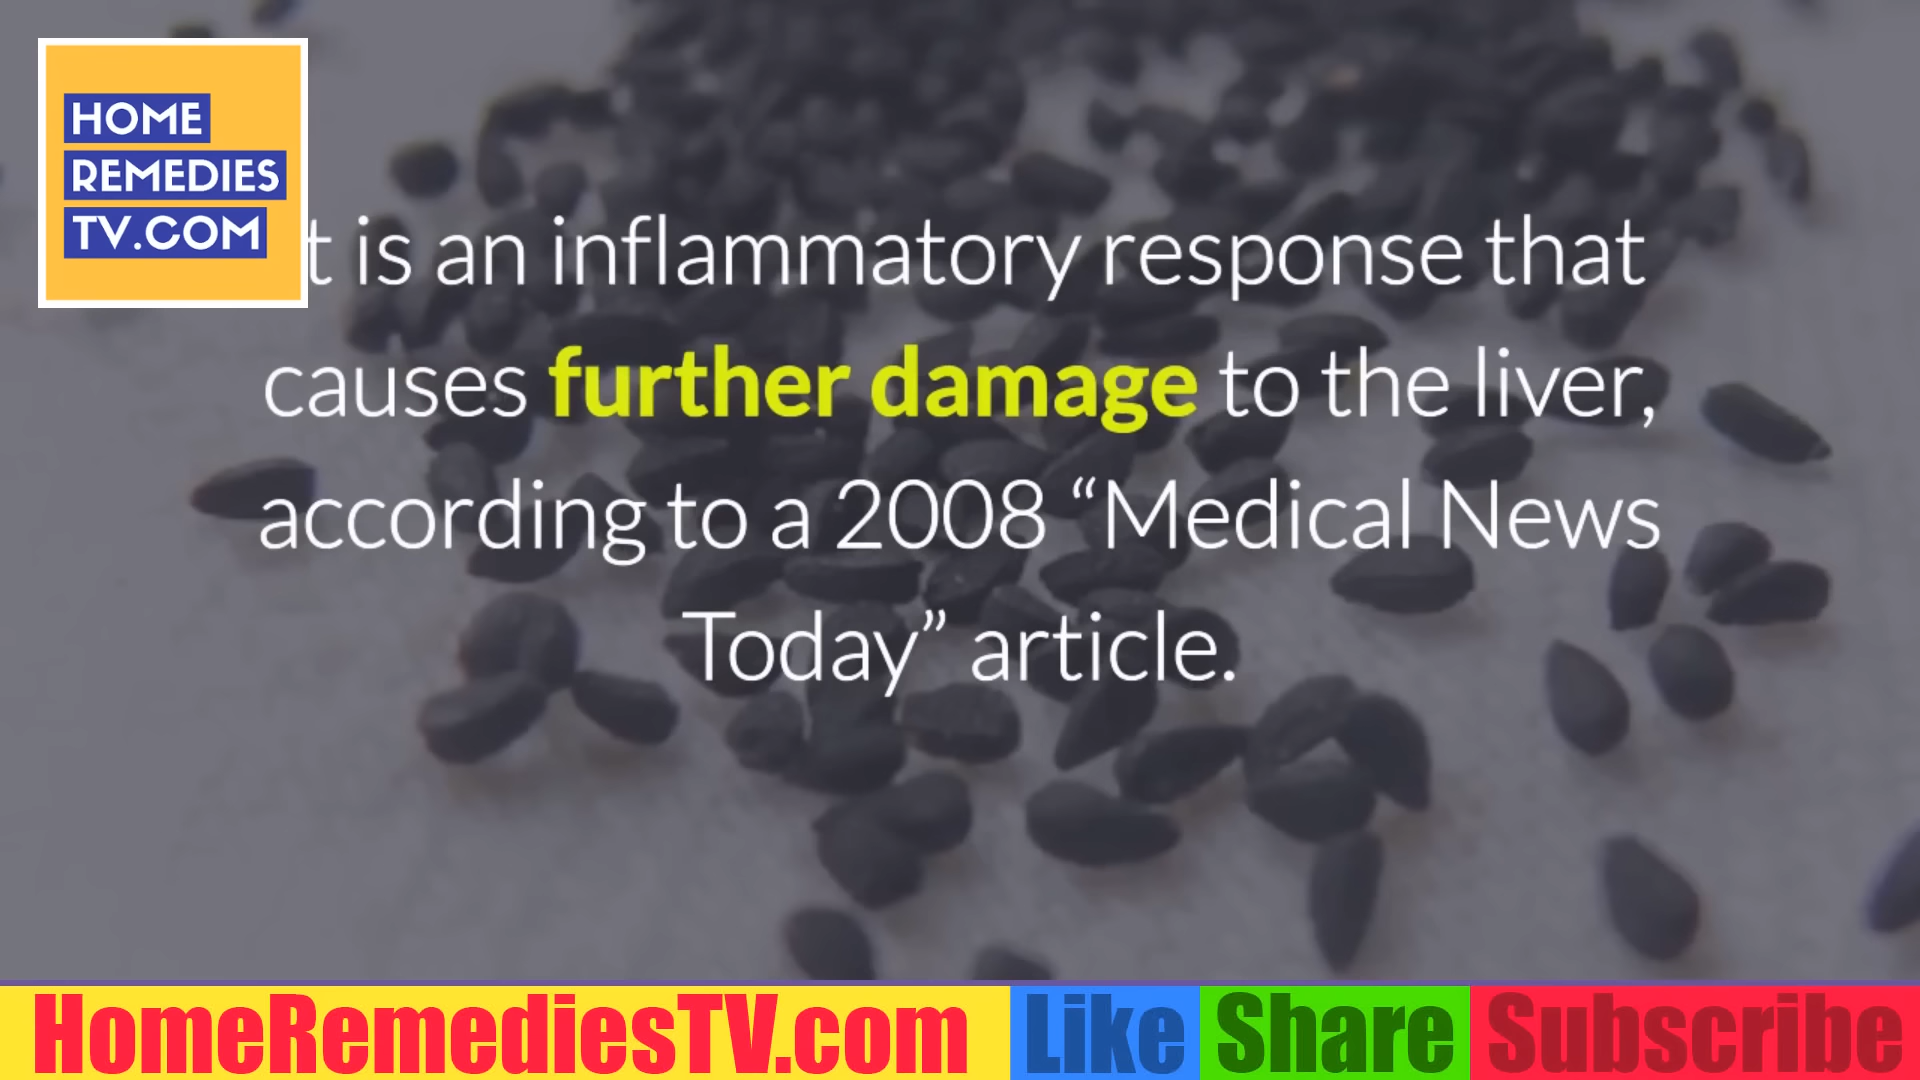 HOME
REMEDIES
TV.COM
t is an inflammatory response that
causes further damage to the liver,
according to a 2008 “Medical News
Today” article.
HomeRemediesTV.com
Like
Share
Subscribe